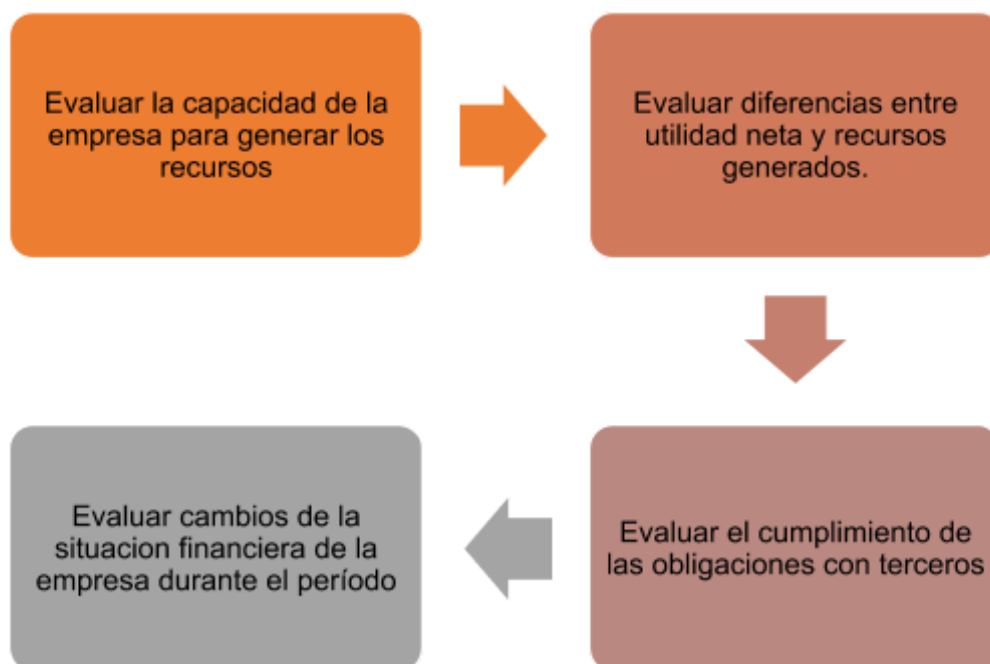 Evaluar la capacidad de la
empresa para generar los
recursos
Evaluar diferencias entre
utilidad neta y recursos
generados.
Evaluar el cumplimiento de
las obligaciones con terceros
Evaluar cambios de la
situacion financiera de la
empresa durante el período